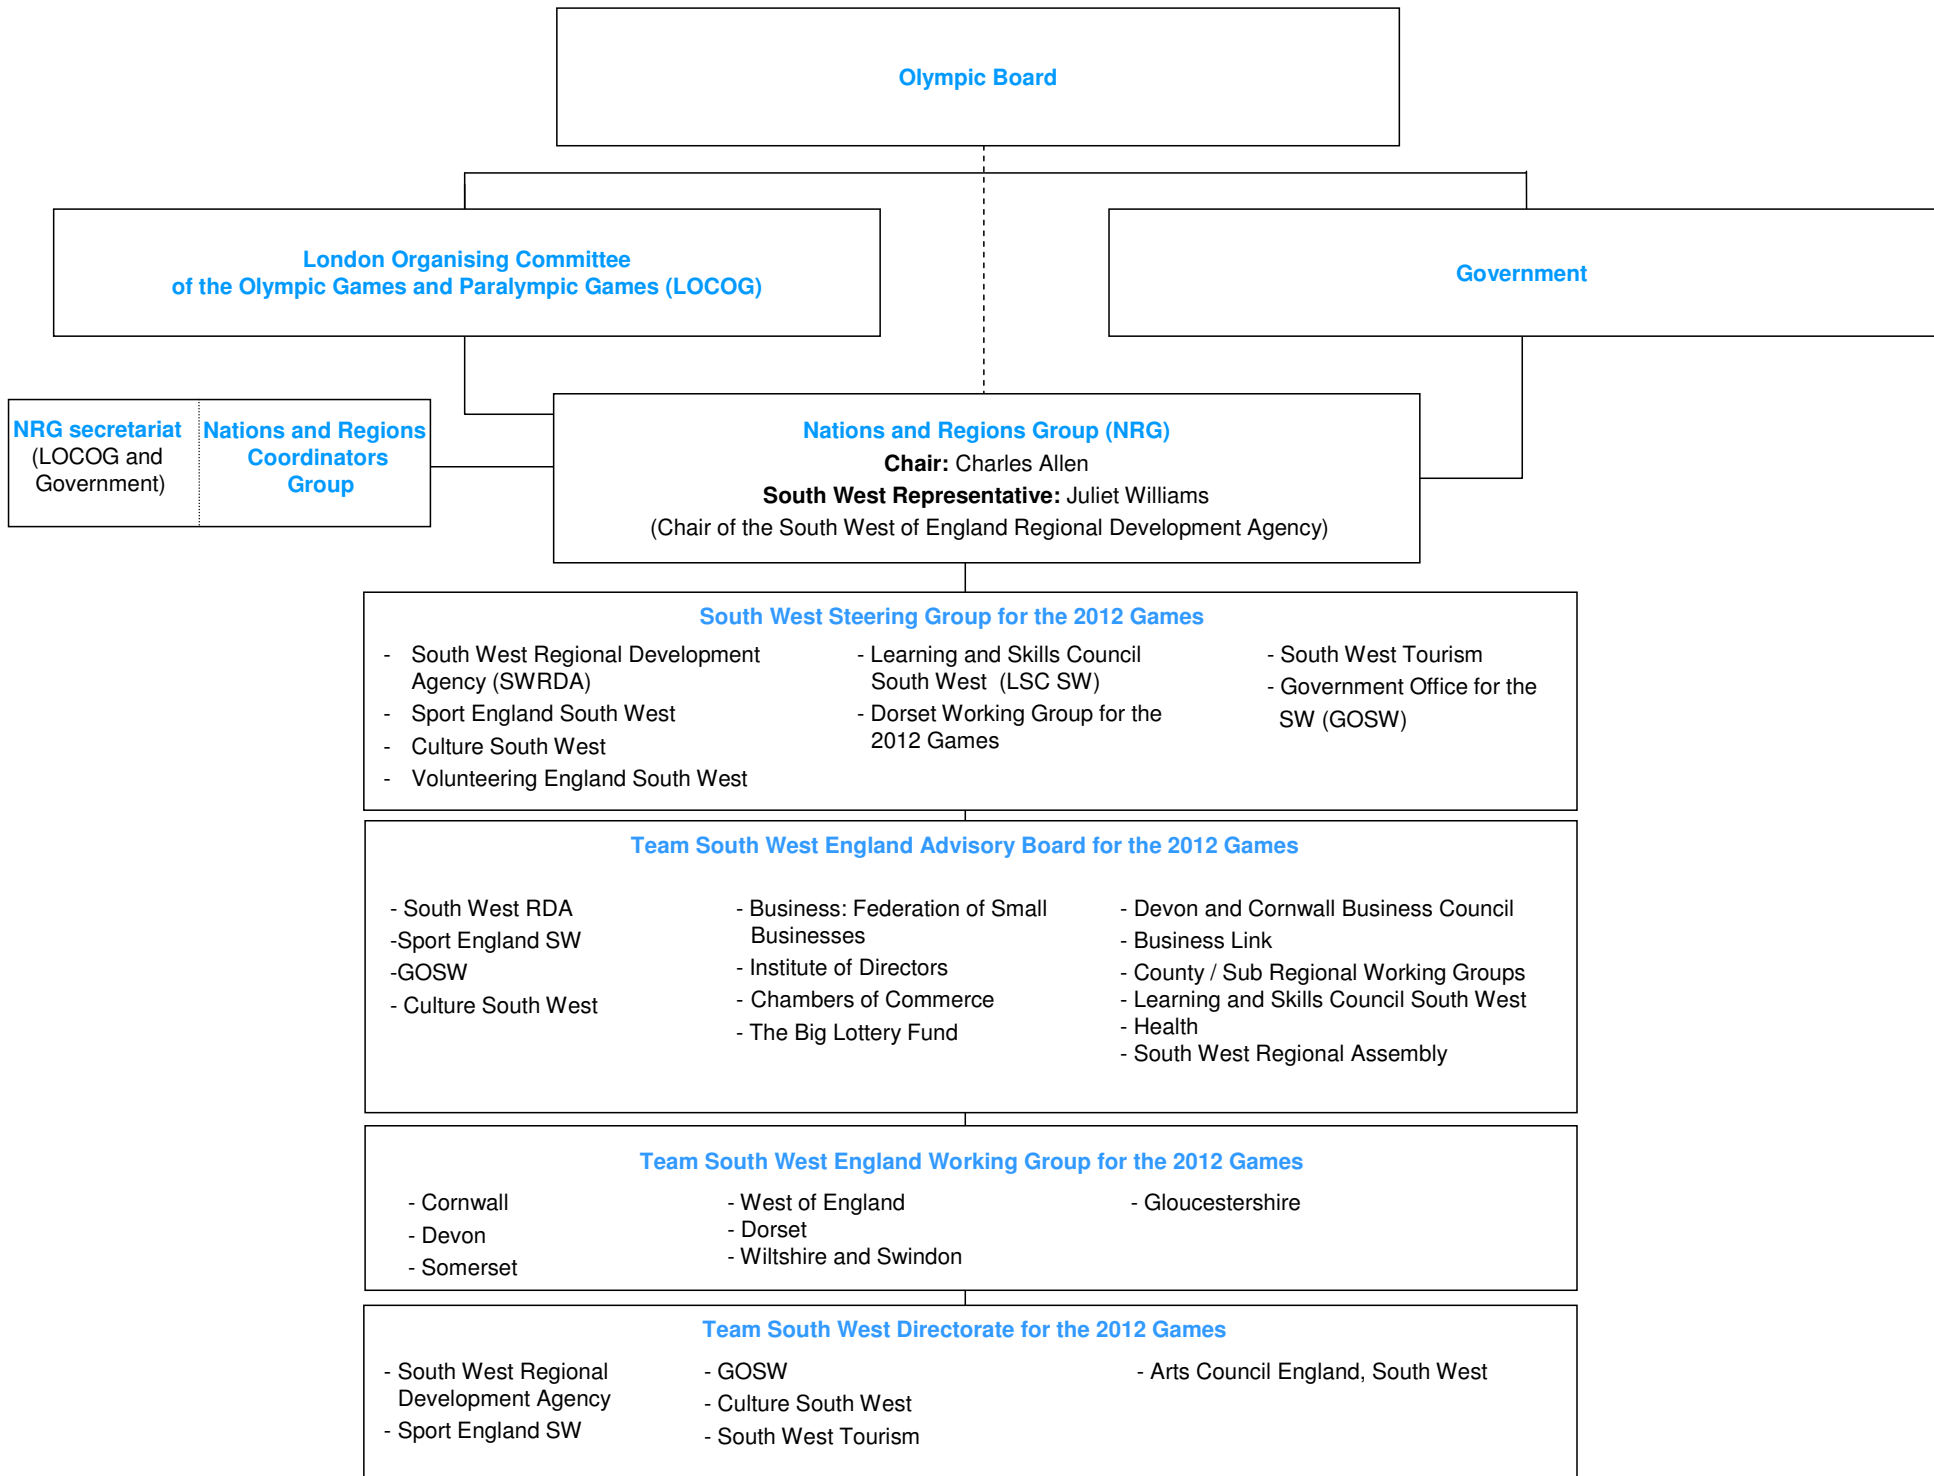 Olympic Board
London Organising Committee
of the Olympic Games and Paralympic Games (LOCOG)
Government
NRG secretariat
(LOCOG and
Government)
Nations and Regions
Coordinators
Group
Nations and Regions Group (NRG)
Chair: Charles Allen
South West Representative: Juliet Williams
(Chair of the South West of England Regional Development Agency)
South West Steering Group for the 2012 Games
- South West Regional Development
Agency (SWRDA)
- Sport England South West
- Culture South West
- Volunteering England South West
- Learning and Skills Council
South West (LSC SW)
- Dorset Working Group for the
2012 Games
- South West Tourism
- Government Office for the
SW (GOSW)
Team South West England Advisory Board for the 2012 Games
- South West RDA
-Sport England SW
-GOSW
- Culture South West
- Business: Federation of Small
Businesses
- Institute of Directors
- Chambers of Commerce
- The Big Lottery Fund
- Devon and Cornwall Business Council
- Business Link
- County / Sub Regional Working Groups
- Learning and Skills Council South West
- Health
- South West Regional Assembly
Team South West England Working Group for the 2012 Games
- Cornwall
- Devon
- Somerset
- West of England
- Dorset
- Wiltshire and Swindon
- Gloucestershire
Team South West Directorate for the 2012 Games
- South West Regional
Development Agency
- Sport England SW
- GOSW
- Culture South West
- South West Tourism
- Arts Council England, South West